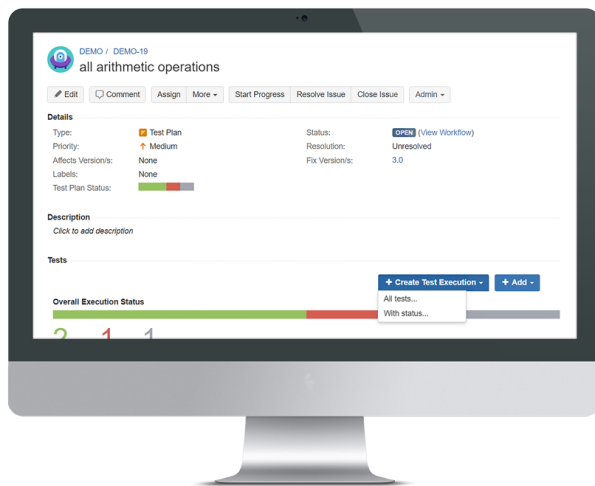 DEMO / DEMO-19
all arithmetic operations
Edit Comment Assign More Start Progress Resolve Issue Close Issue Admin
Details
Type: Test Plan Status: OPEN (View Workflow)
Priority: Medium Resolution: Unresolved
Affects Version/s: None Fix Version/s: 3.0
Labels: None
Test Plan Status:
Description
Click to add description
Tests
+ Create Test Execution + Add
All tests...
Overall Execution Status
With status...
2 1 1